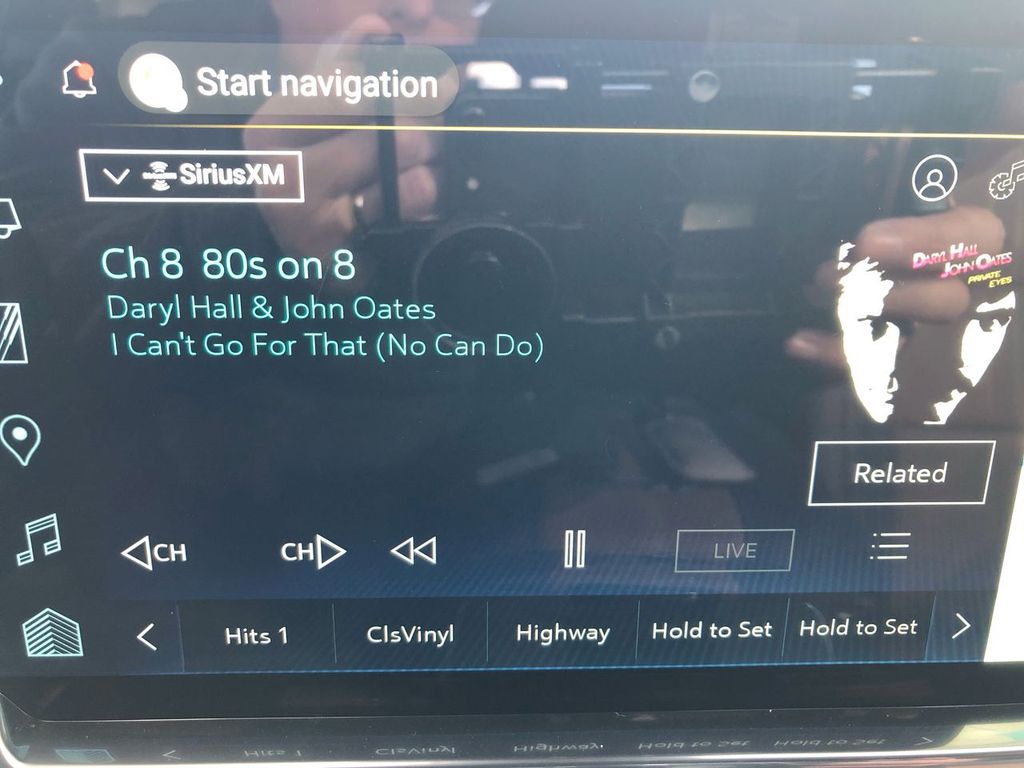 Start navigation
SiriusXM
Ch 8 80s on 8
Daryl Hall & John Oates
I Can't Go For That (No Can Do)
DARYL HALL
JOHN OATES
PRIVATE
EYES
Related
CH
CH
LIVE
Hits 1
ClsVinyl
Highway
Hold to Set
Hold to Set